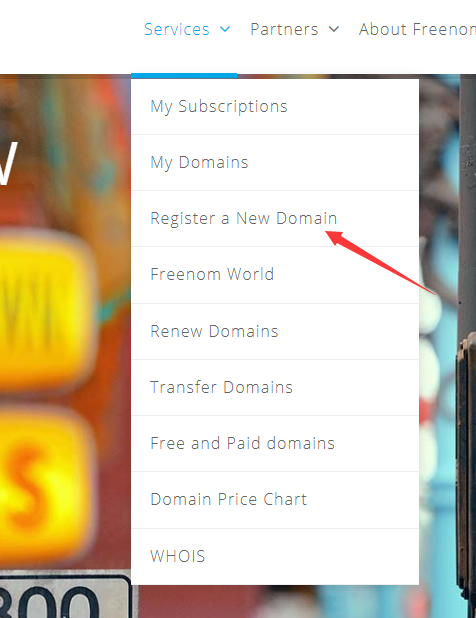 Services
Partners
About Freenom
My Subscriptions
My Domains
Register a New Domain
Freenom World
Renew Domains
Transfer Domains
Free and Paid domains
Domain Price Chart
WHOIS
W
S
800